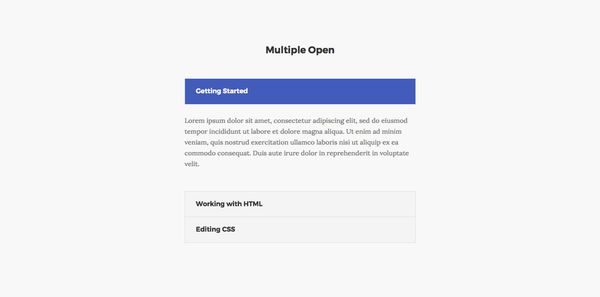 Multiple Open
Getting Started
Lorem ipsum dolor sit amet, consectetur adipiscing elit, sed do eiusmod
tempor incididunt ut labore et dolore magna aliqua. Ut enim ad minim
veniam, quis nostrud exercitation ullamco laboris nisi ut aliquip ex ea
commodo consequat. Duis aute irure dolor in reprehenderit in voluptate
velit.
Working with HTML
Editing CSS